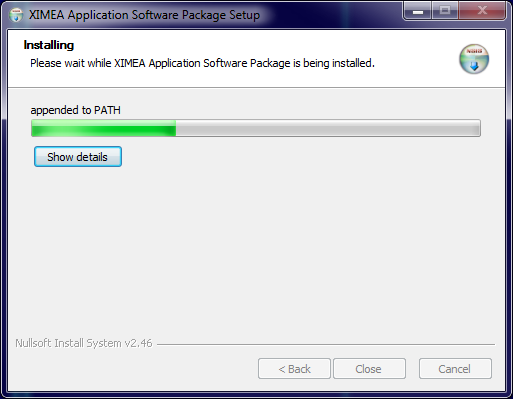 XIMEA Application Software Package Setup
Installing
Please wait while XIMEA Application Software Package is being installed.
appended to PATH
Show details
Nullsoft Install System v2.46
< Back
Close
Cancel